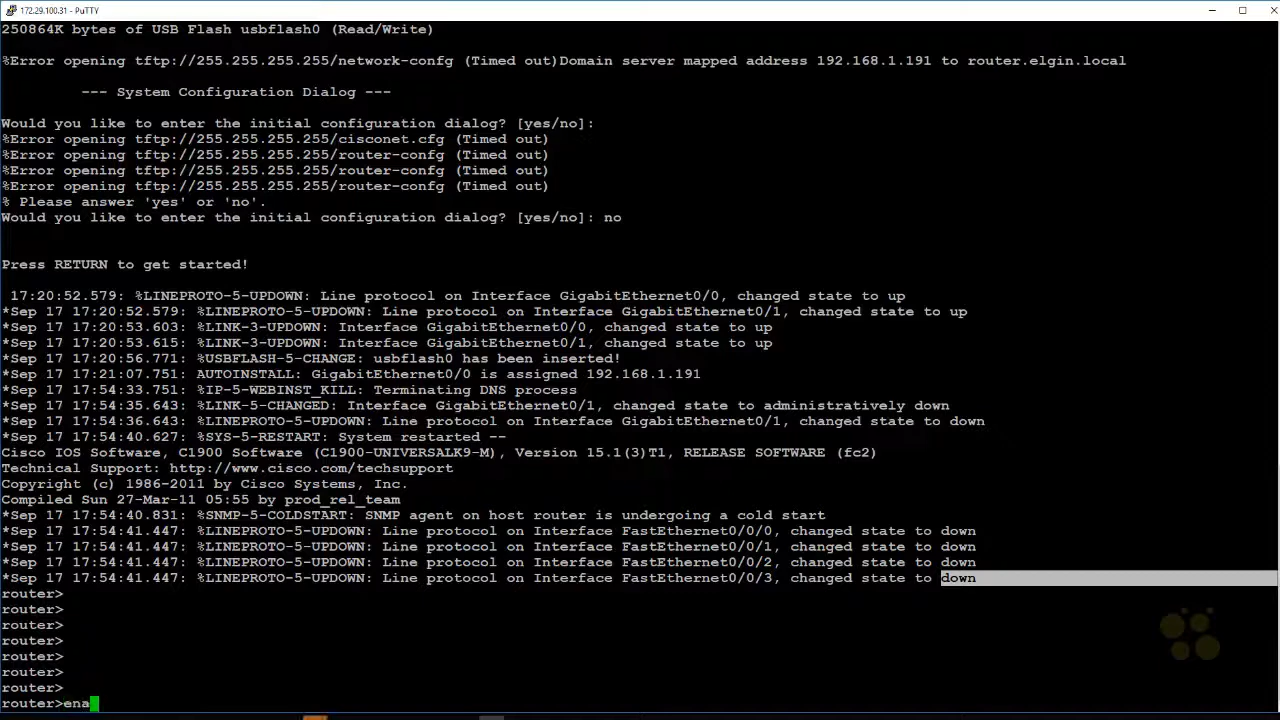 172.29.100.31 - PuTTY
250864K bytes of USB Flash usbflash0 (Read/Write)
%Error opening tftp://255.255.255.255/network-confg (Timed out)Domain server mapped address 192.168.1.191 to router.elgin.local
--- System Configuration Dialog ---
Would you like to enter the initial configuration dialog? [yes/no]:
%Error opening tftp://255.255.255.255/cisconet.cfg (Timed out)
%Error opening tftp://255.255.255.255/router-confg (Timed out)
%Error opening tftp://255.255.255.255/router-confg (Timed out)
%Error opening tftp://255.255.255.255/router-confg (Timed out)
% Please answer 'yes' or 'no'.
Would you like to enter the initial configuration dialog? [yes/no]: no
Press RETURN to get started!
17:20:52.579: %LINEPROTO-5-UPDOWN: Line protocol on Interface GigabitEthernet0/0, changed state to up
*Sep 17 17:20:52.579: %LINEPROTO-5-UPDOWN: Line protocol on Interface GigabitEthernet0/1, changed state to up
*Sep 17 17:20:53.603: %LINK-3-UPDOWN: Interface GigabitEthernet0/0, changed state to up
*Sep 17 17:20:53.615: %LINK-3-UPDOWN: Interface GigabitEthernet0/1, changed state to up
*Sep 17 17:20:56.771: %USBFLASH-5-CHANGE: usbflash0 has been inserted!
*Sep 17 17:21:07.751: AUTOINSTALL: GigabitEthernet0/0 is assigned 192.168.1.191
*Sep 17 17:54:33.751: %IP-5-WEBINST_KILL: Terminating DNS process
*Sep 17 17:54:35.643: %LINK-5-CHANGED: Interface GigabitEthernet0/1, changed state to administratively down
*Sep 17 17:54:36.643: %LINEPROTO-5-UPDOWN: Line protocol on Interface GigabitEthernet0/1, changed state to down
*Sep 17 17:54:40.627: %SYS-5-RESTART: System restarted --
Cisco IOS Software, C1900 Software (C1900-UNIVERSALK9-M), Version 15.1(3)T1, RELEASE SOFTWARE (fc2)
Technical Support: http://www.cisco.com/techsupport
Copyright (c) 1986-2011 by Cisco Systems, Inc.
Compiled Sun 27-Mar-11 05:55 by prod_rel_team
*Sep 17 17:54:40.831: %SNMP-5-COLDSTART: SNMP agent on host router is undergoing a cold start
*Sep 17 17:54:41.447: %LINEPROTO-5-UPDOWN: Line protocol on Interface FastEthernet0/0/0, changed state to down
*Sep 17 17:54:41.447: %LINEPROTO-5-UPDOWN: Line protocol on Interface FastEthernet0/0/1, changed state to down
*Sep 17 17:54:41.447: %LINEPROTO-5-UPDOWN: Line protocol on Interface FastEthernet0/0/2, changed state to down
*Sep 17 17:54:41.447: %LINEPROTO-5-UPDOWN: Line protocol on Interface FastEthernet0/0/3, changed state to down
router>
router>
router>
router>
router>
router>
router>
router>ena